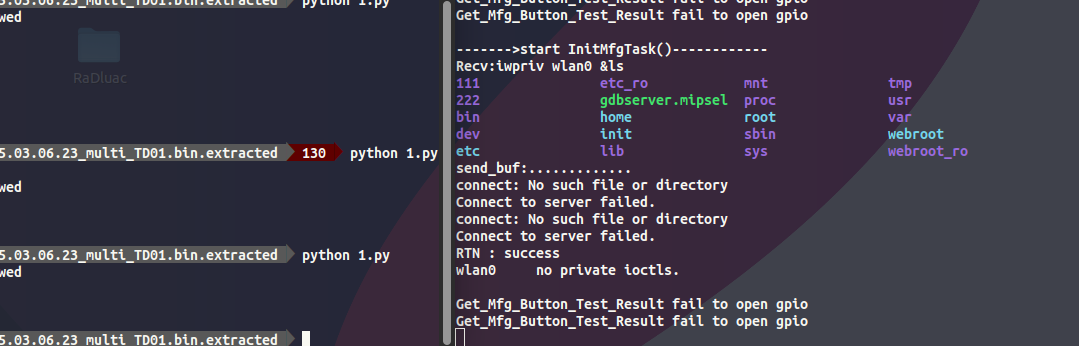 5.03.06.23_multi_TD01.bin.extracted python 1.py
wed
RaDluac
5.03.06.23_multi_TD01.bin.extracted 130 python 1.py
wed
5.03.06.23_multi_TD01.bin.extracted python 1.py
wed
5.03.06.23_multi_TD01.bin.extracted
Get_Mfg_Button_Test_Result fail to open gpio
Get_Mfg_Button_Test_Result fail to open gpio
------->start InitMfgTask()------------
Recv:iwpriv wlan0 &ls
111 etc_ro mnt tmp
222 gdbserver.mipsel proc usr
bin home root var
dev init sbin webroot
etc lib sys webroot_ro
send_buf:.............
connect: No such file or directory
Connect to server failed.
connect: No such file or directory
Connect to server failed.
RTN : success
wlan0 no private ioctls.
Get_Mfg_Button_Test_Result fail to open gpio
Get_Mfg_Button_Test_Result fail to open gpio